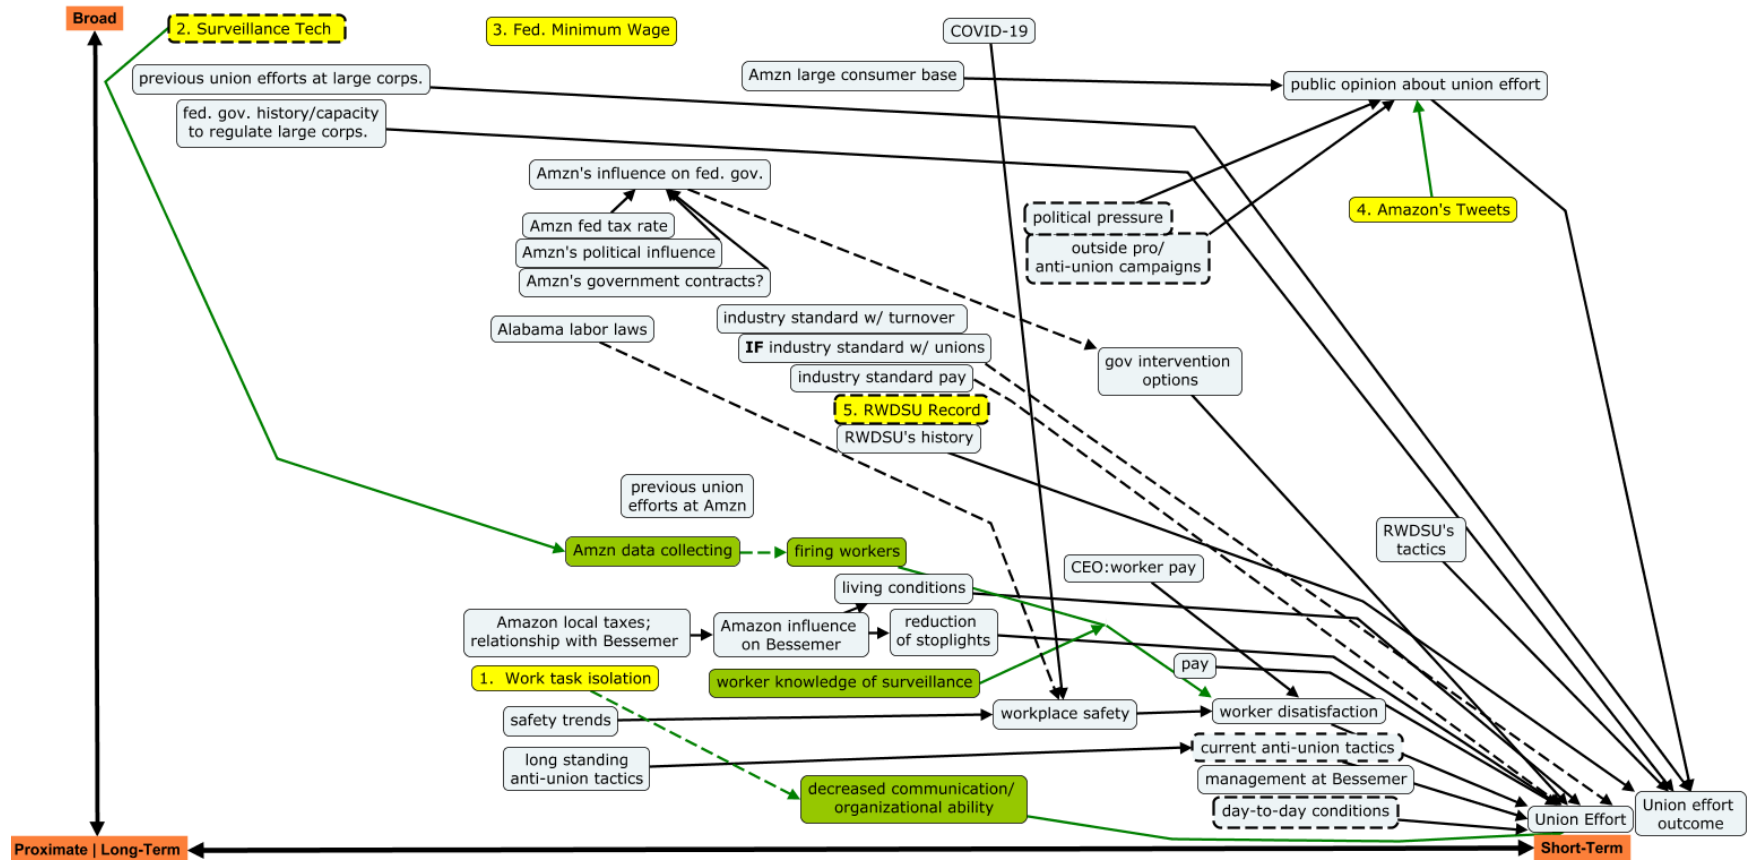 Broad
2. Surveillance Tech
3. Fed. Minimum Wage
COVID-19
previous union efforts at large corps.
Amzn large consumer base
public opinion about union effort
fed. gov. history/capacity
to regulate large corps.
Amzn's influence on fed. gov.
Amzn fed tax rate
Amzn's political influence
Amzn's government contracts?
political pressure
4. Amazon's Tweets
outside pro/
anti-union campaigns
Alabama labor laws
industry standard w/ turnover
IF industry standard w/ unions
industry standard pay
gov intervention
options
5. RWDSU Record
RWDSU's history
previous union
efforts at Amzn
RWDSU's
tactics
Amzn data collecting
firing workers
CEO:worker pay
living conditions
Amazon local taxes;
relationship with Bessemer
Amazon influence
on Bessemer
reduction
of stoplights
1. Work task isolation
worker knowledge of surveillance
pay
safety trends
workplace safety
worker disatisfaction
long standing
anti-union tactics
current anti-union tactics
management at Bessemer
decreased communication/
organizational ability
day-to-day conditions
Union Effort
Union effort
outcome
Proximate | Long-Term
Short-Term